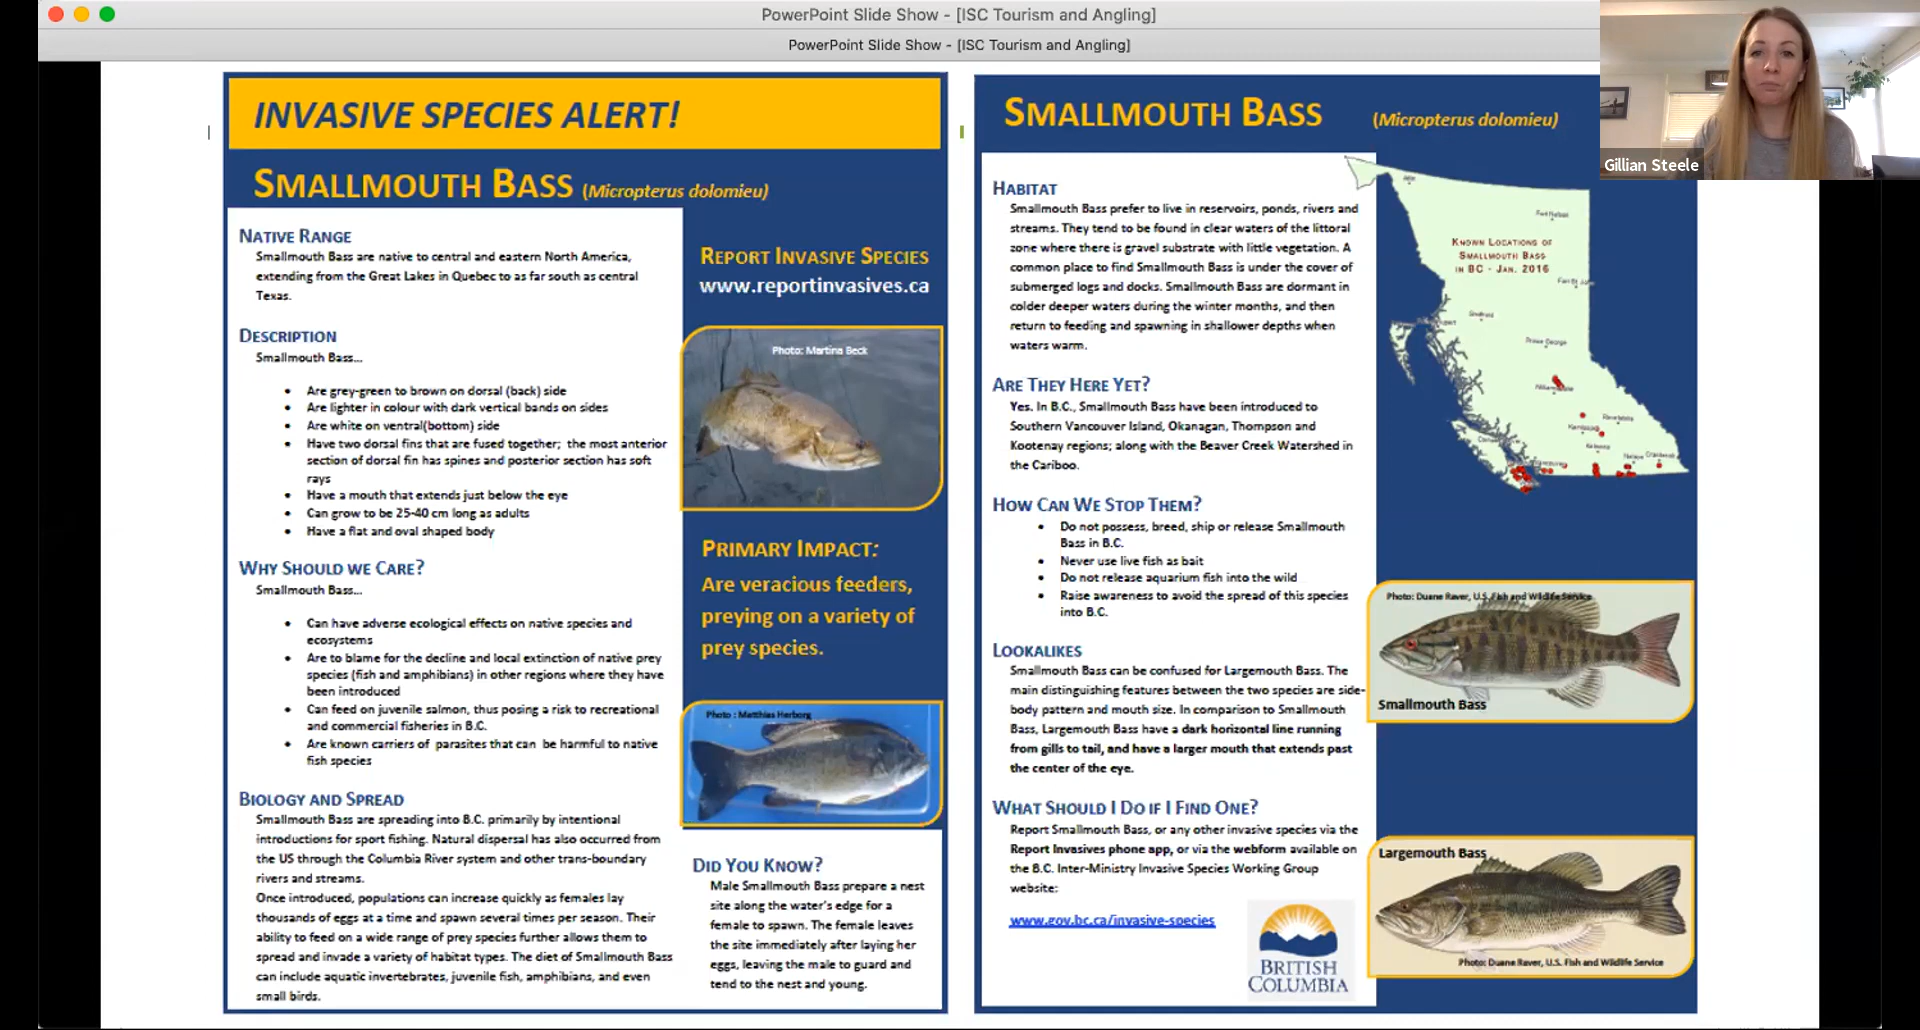 PowerPoint Slide Show - [ISC Tourism and Angling]
PowerPoint Slide Show - [ISC Tourism and Angling]
Gillian Steele
INVASIVE SPECIES ALERT!
SMALLMOUTH BASS (Micropterus dolomieu)
NATIVE RANGE
Smallmouth Bass are native to central and eastern North America,
extending from the Great Lakes in Quebec to as far south as central
Texas.
DESCRIPTION
Smallmouth Bass...
• Are grey-green to brown on dorsal (back) side
• Are lighter in colour with dark vertical bands on sides
• Are white on ventral(bottom) side
• Have two dorsal fins that are fused together; the most anterior
section of dorsal fin has spines and posterior section has soft
rays
• Have a mouth that extends just below the eye
• Can grow to be 25-40 cm long as adults
• Have a flat and oval shaped body
WHY SHOULD WE CARE?
Smallmouth Bass...
• Can have adverse ecological effects on native species and
ecosystems
• Are to blame for the decline and local extinction of native prey
species (fish and amphibians) in other regions where they have
been introduced
• Can feed on juvenile salmon, thus posing a risk to recreational
and commercial fisheries in B.C.
• Are known carriers of parasites that can be harmful to native
fish species
BIOLOGY AND SPREAD
Smallmouth Bass are spreading into B.C. primarily by intentional
introductions for sport fishing. Natural dispersal has also occurred from
the US through the Columbia River system and other trans-boundary
rivers and streams.
Once introduced, populations can increase quickly as females lay
thousands of eggs at a time and spawn several times per season. Their
ability to feed on a wide range of prey species further allows them to
spread and invade a variety of habitat types. The diet of Smallmouth Bass
can include aquatic invertebrates, juvenile fish, amphibians, and even
small birds.
REPORT INVASIVE SPECIES
www.reportinvasives.ca
Photo: Martina Beck
PRIMARY IMPACT:
Are veracious feeders,
preying on a variety of
prey species.
Photo : Matthias Herborg
DID YOU KNOW?
Male Smallmouth Bass prepare a nest
site along the water's edge for a
female to spawn. The female leaves
the site immediately after laying her
eggs, leaving the male to guard and
tend to the nest and young.
SMALLMOUTH BASS (Micropterus dolomieu)
HABITAT
Smallmouth Bass prefer to live in reservoirs, ponds, rivers and
streams. They tend to be found in clear waters of the littoral
zone where there is gravel substrate with little vegetation. A
common place to find Smallmouth Bass is under the cover of
submerged logs and docks. Smallmouth Bass are dormant in
colder deeper waters during the winter months, and then
return to feeding and spawning in shallower depths when
waters warm.
ARE THEY HERE YET?
Yes. In B.C., Smallmouth Bass have been introduced to
Southern Vancouver Island, Okanagan, Thompson and
Kootenay regions; along with the Beaver Creek Watershed in
the Cariboo.
HOW CAN WE STOP THEM?
• Do not possess, breed, ship or release Smallmouth
Bass in B.C.
• Never use live fish as bait
• Do not release aquarium fish into the wild
• Raise awareness to avoid the spread of this species
into B.C.
LOOKALIKES
Smallmouth Bass can be confused for Largemouth Bass. The
main distinguishing features between the two species are side-
body pattern and mouth size. In comparison to Smallmouth
Bass, Largemouth Bass have a dark horizontal line running
from gills to tail, and have a larger mouth that extends past
the center of the eye.
WHAT SHOULD I DO IF I FIND ONE?
Report Smallmouth Bass, or any other invasive species via the
Report Invasives phone app, or via the webform available on
the B.C. Inter-Ministry Invasive Species Working Group
website:
www.gov.bc.ca/invasive-species
BRITISH
COLUMBIA
KNOWN LOCATIONS OF
SMALLMOUTH BASS
IN BC - JAN. 2016
Fort Nelson
Prince George
Photo: Duane Raver, U.S. Fish and Wildlife Service
Smallmouth Bass
Largemouth Bass
Photo: Duane Raver, U.S. Fish and Wildlife Service